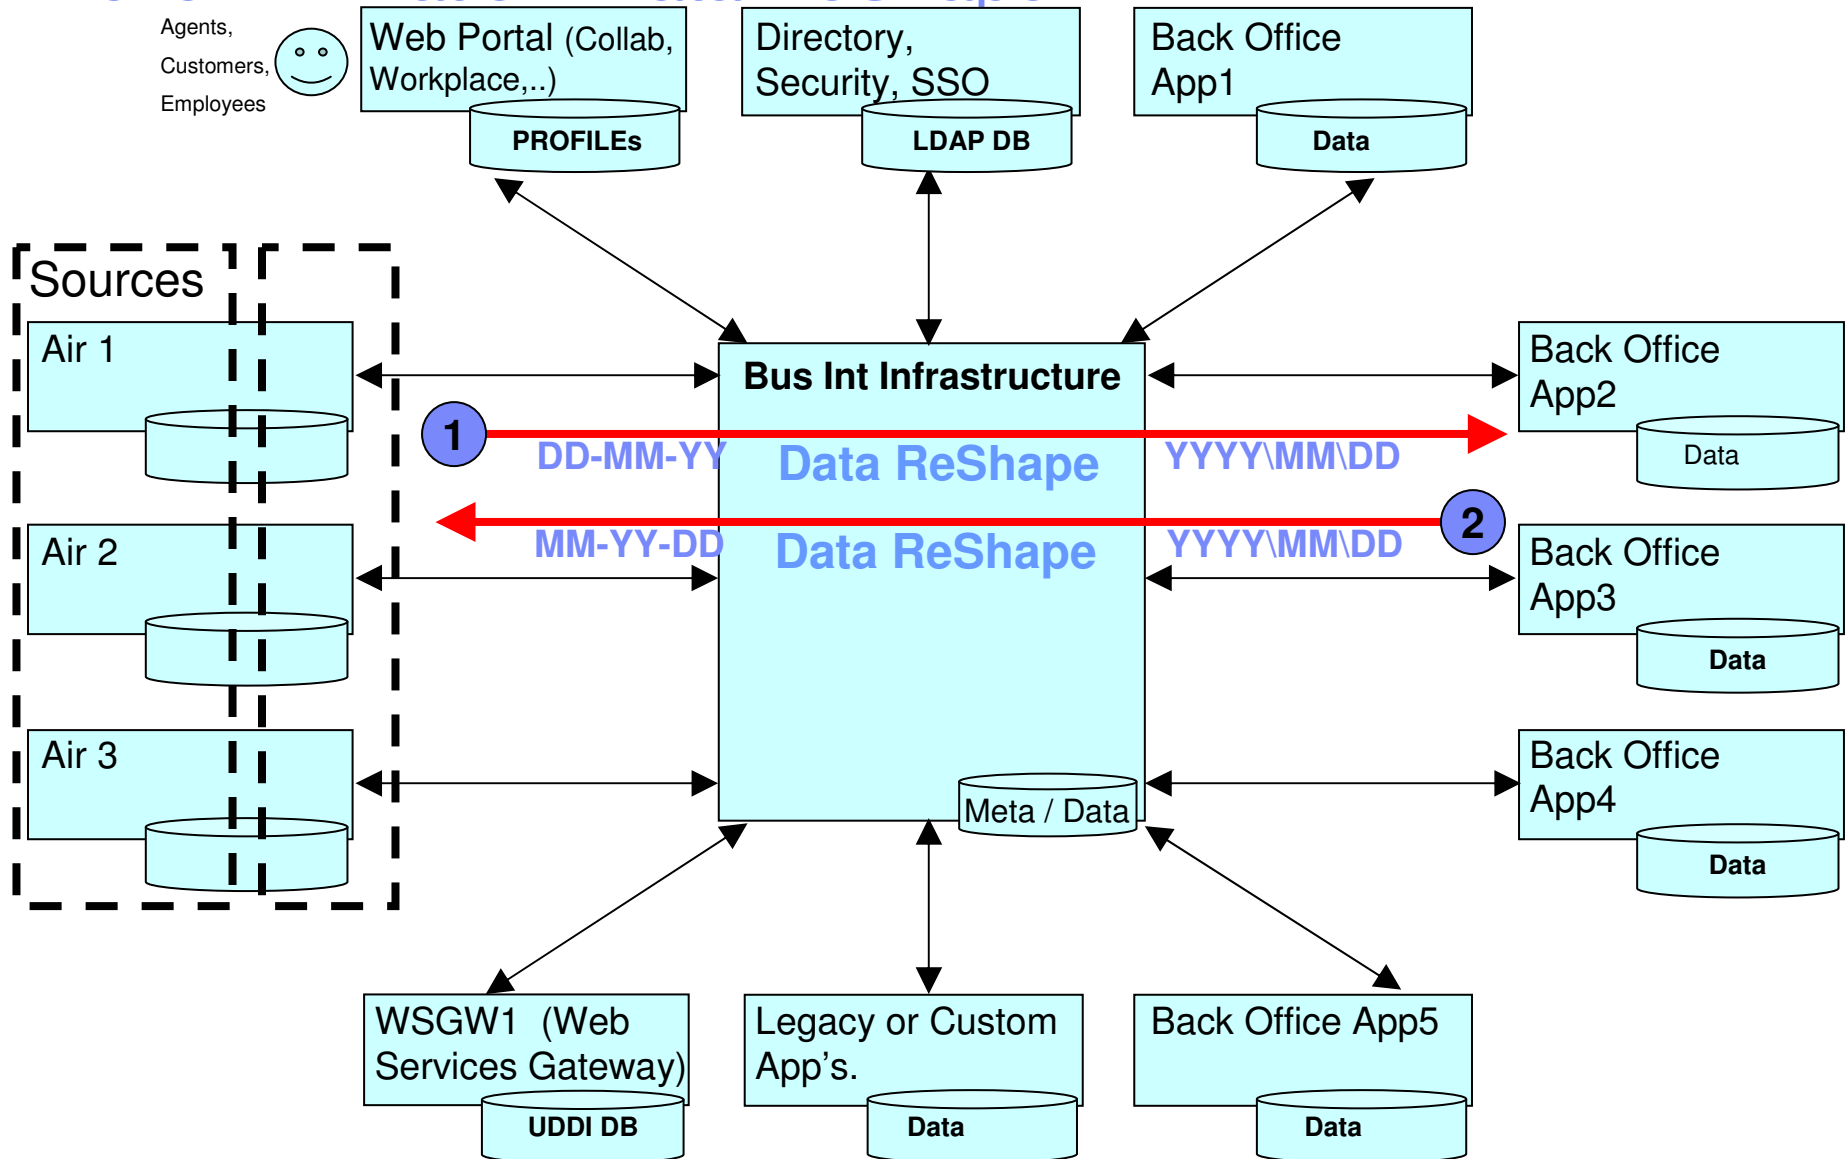 Agents,
Customers,
Employees
Web Portal (Collab,
Workplace,..)
PROFILEs
Directory,
Security, SSO
LDAP DB
Back Office
App1
Data
Sources
Air 1
Air 2
Air 3
Bus Int Infrastructure
1
DD-MM-YY
Data ReShape
YYYY\MM\DD
2
MM-YY-DD
Data ReShape
YYYY\MM\DD
Meta / Data
Back Office
App2
Data
Back Office
App3
Data
Back Office
App4
Data
WSGW1 (Web
Services Gateway)
UDDI DB
Legacy or Custom
App's.
Data
Back Office App5
Data